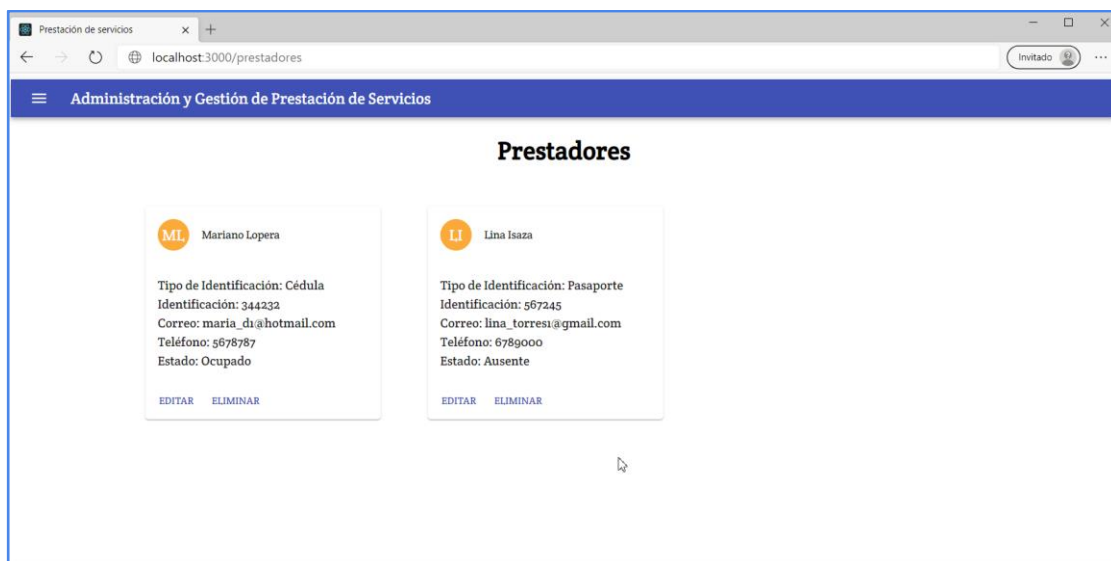 Prestación de servicios
localhost:3000/prestadores
Invitado
Administración y Gestión de Prestación de Servicios
Prestadores
ML
Mariano Lopera
Tipo de Identificación: Cédula
Identificación: 344232
Correo: maria_d1@hotmail.com
Teléfono: 5678787
Estado: Ocupado
EDITAR ELIMINAR
LI
Lina Isaza
Tipo de Identificación: Pasaporte
Identificación: 567245
Correo: lina_torres1@gmail.com
Teléfono: 6789000
Estado: Ausente
EDITAR ELIMINAR